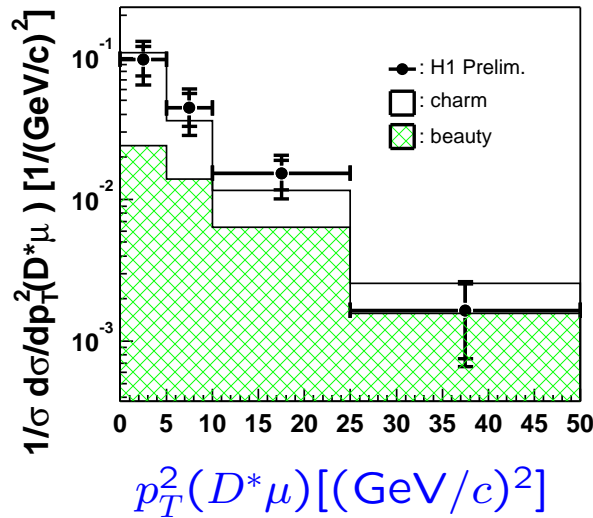 1/σ dσ/dp²_T(D*μ) [1/(GeV/c)²]
10⁻¹
10⁻²
10⁻³
: H1 Prelim.
: charm
: beauty
0 5 10 15 20 25 30 35 40 45 50
p²_T(D*μ)[(GeV/c)²]